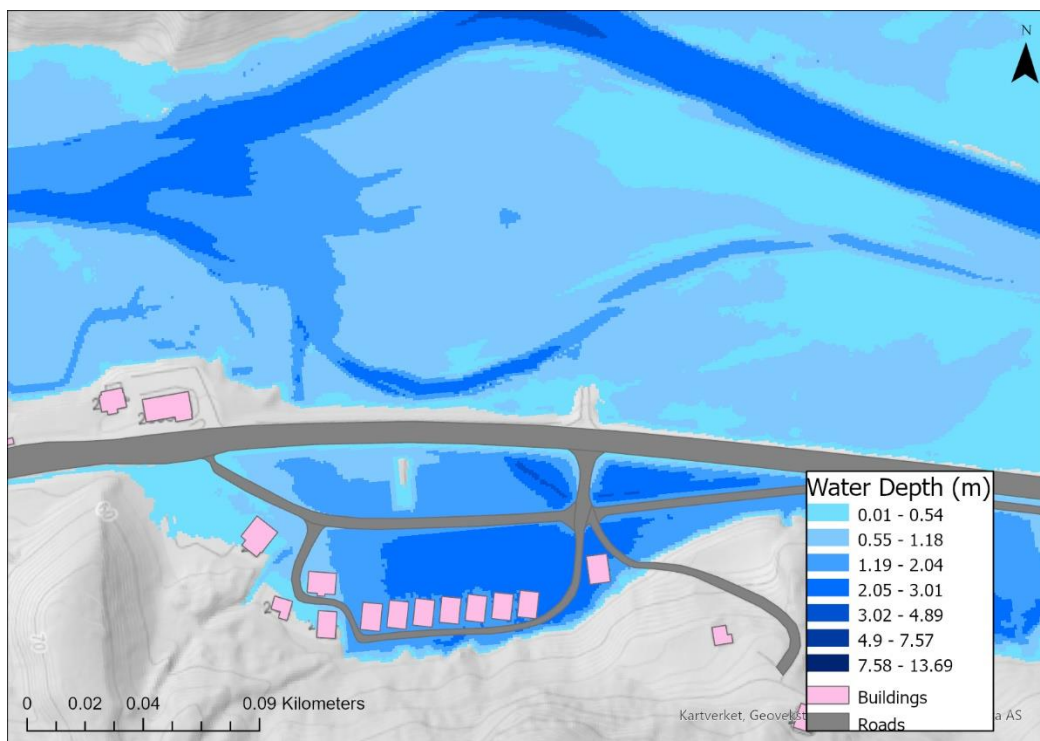 N
Water Depth (m)
0.01 - 0.54
0.55 - 1.18
1.19 - 2.04
2.05 - 3.01
3.02 - 4.89
4.9 - 7.57
7.58 - 13.69
Buildings
Roads
0 0.02 0.04 0.09 Kilometers
Kartverket, Geovekst a AS